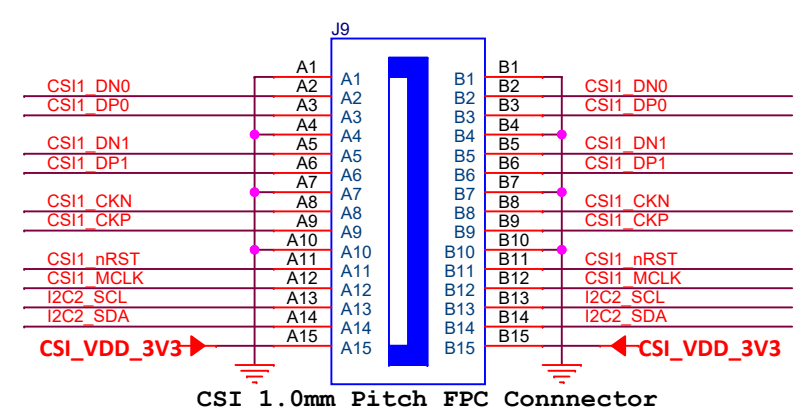 J9
A1 A1 B1 B1
CSI1_DN0 A2 A2 B2 B2 CSI1_DN0
CSI1_DP0 A3 A3 B3 B3 CSI1_DP0
A4 A4 B4 B4
CSI1_DN1 A5 A5 B5 B5 CSI1_DN1
CSI1_DP1 A6 A6 B6 B6 CSI1_DP1
A7 A7 B7 B7
CSI1_CKN A8 A8 B8 B8 CSI1_CKN
CSI1_CKP A9 A9 B9 B9 CSI1_CKP
A10 A10 B10 B10
CSI1_nRST A11 A11 B11 B11 CSI1_nRST
CSI1_MCLK A12 A12 B12 B12 CSI1_MCLK
I2C2_SCL A13 A13 B13 B13 I2C2_SCL
I2C2_SDA A14 A14 B14 B14 I2C2_SDA
CSI_VDD_3V3 A15 A15 B15 B15 CSI_VDD_3V3
CSI 1.0mm Pitch FPC Connnector